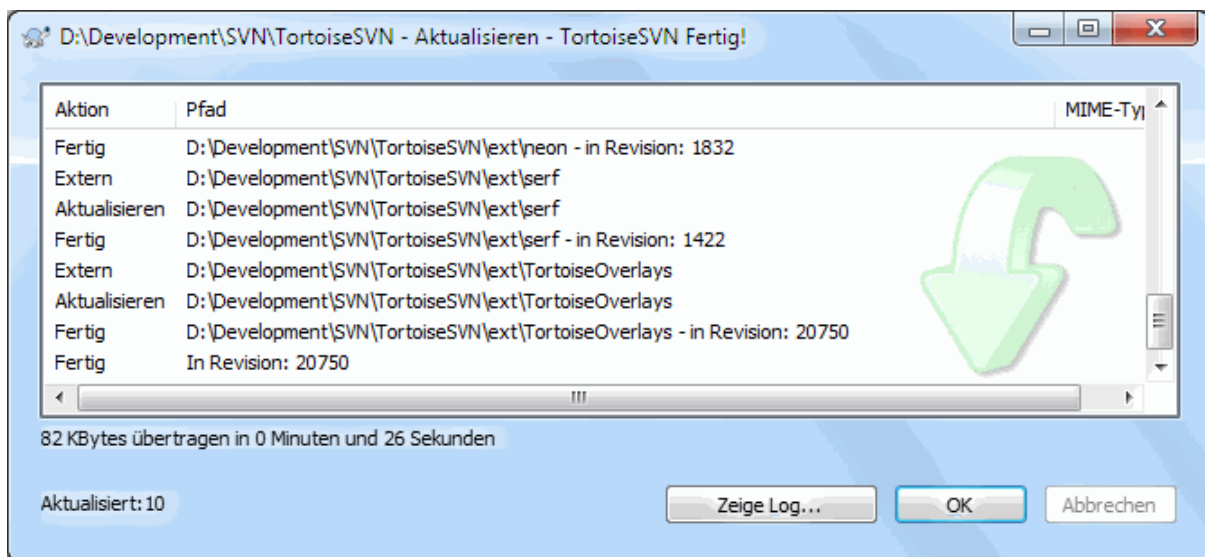 D:\Development\SVN\TortoiseSVN - Aktualisieren - TortoiseSVN Fertig!
Aktion Pfad MIME-Typ
Fertig D:\Development\SVN\TortoiseSVN\ext\neon - in Revision: 1832
Extern D:\Development\SVN\TortoiseSVN\ext\serf
Aktualisieren D:\Development\SVN\TortoiseSVN\ext\serf
Fertig D:\Development\SVN\TortoiseSVN\ext\serf - in Revision: 1422
Extern D:\Development\SVN\TortoiseSVN\ext\TortoiseOverlays
Aktualisieren D:\Development\SVN\TortoiseSVN\ext\TortoiseOverlays
Fertig D:\Development\SVN\TortoiseSVN\ext\TortoiseOverlays - in Revision: 20750
Fertig In Revision: 20750
82 KBytes übertragen in 0 Minuten und 26 Sekunden
Aktualisiert: 10 Zeige Log... OK Abbrechen